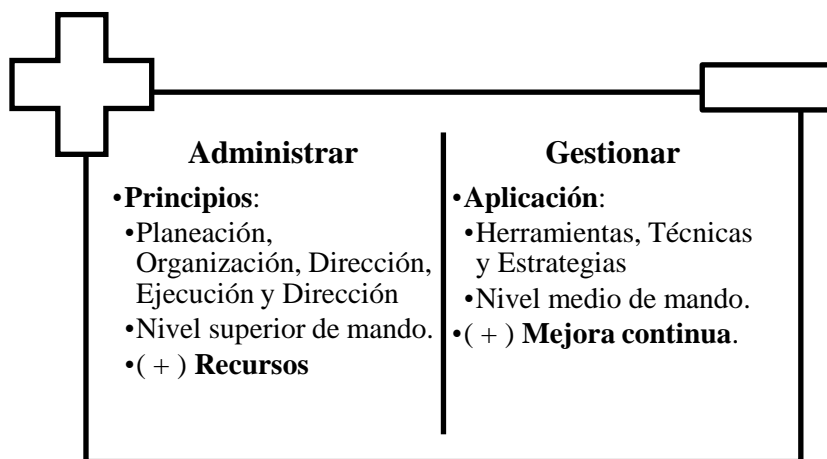 Administrar
•Principios:
•Planeación,
Organización, Dirección,
Ejecución y Dirección
•Nivel superior de mando.
•( + ) Recursos
Gestionar
•Aplicación:
•Herramientas, Técnicas
y Estrategias
•Nivel medio de mando.
•( + ) Mejora continua.